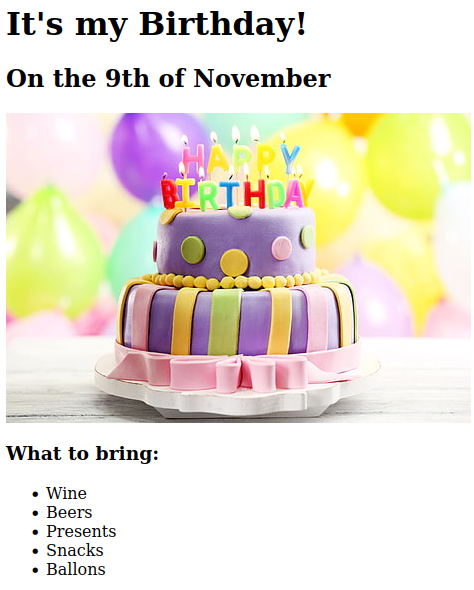 It's my Birthday!
On the 9th of November
HAPPY
BIRTHDAY
What to bring:
Wine
Beers
Presents
Snacks
Ballons